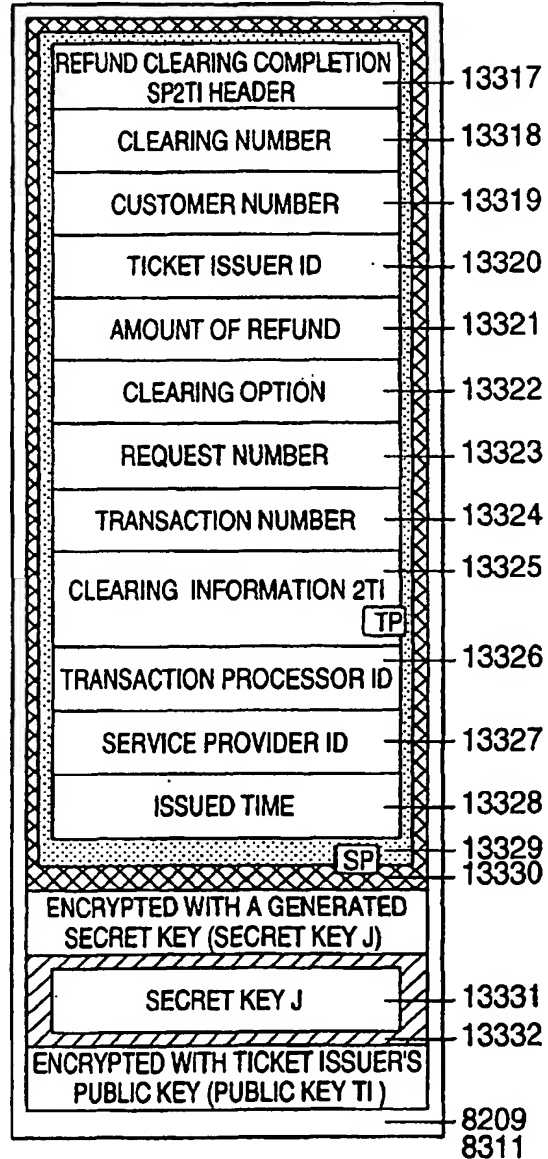 REFUND CLEARING COMPLETION
SP2TI HEADER
13317
CLEARING NUMBER
13318
CUSTOMER NUMBER
13319
TICKET ISSUER ID
13320
AMOUNT OF REFUND
13321
CLEARING OPTION
13322
REQUEST NUMBER
13323
TRANSACTION NUMBER
13324
13325
CLEARING INFORMATION 2TI
TP
13326
TRANSACTION PROCESSOR ID
SERVICE PROVIDER ID
13327
ISSUED TIME
13328
SP
13329
13330
ENCRYPTED WITH A GENERATED
SECRET KEY (SECRET KEY J)
SECRET KEY J
13331
13332
ENCRYPTED WITH TICKET ISSUER'S
PUBLIC KEY (PUBLIC KEY TI )
8209
8311